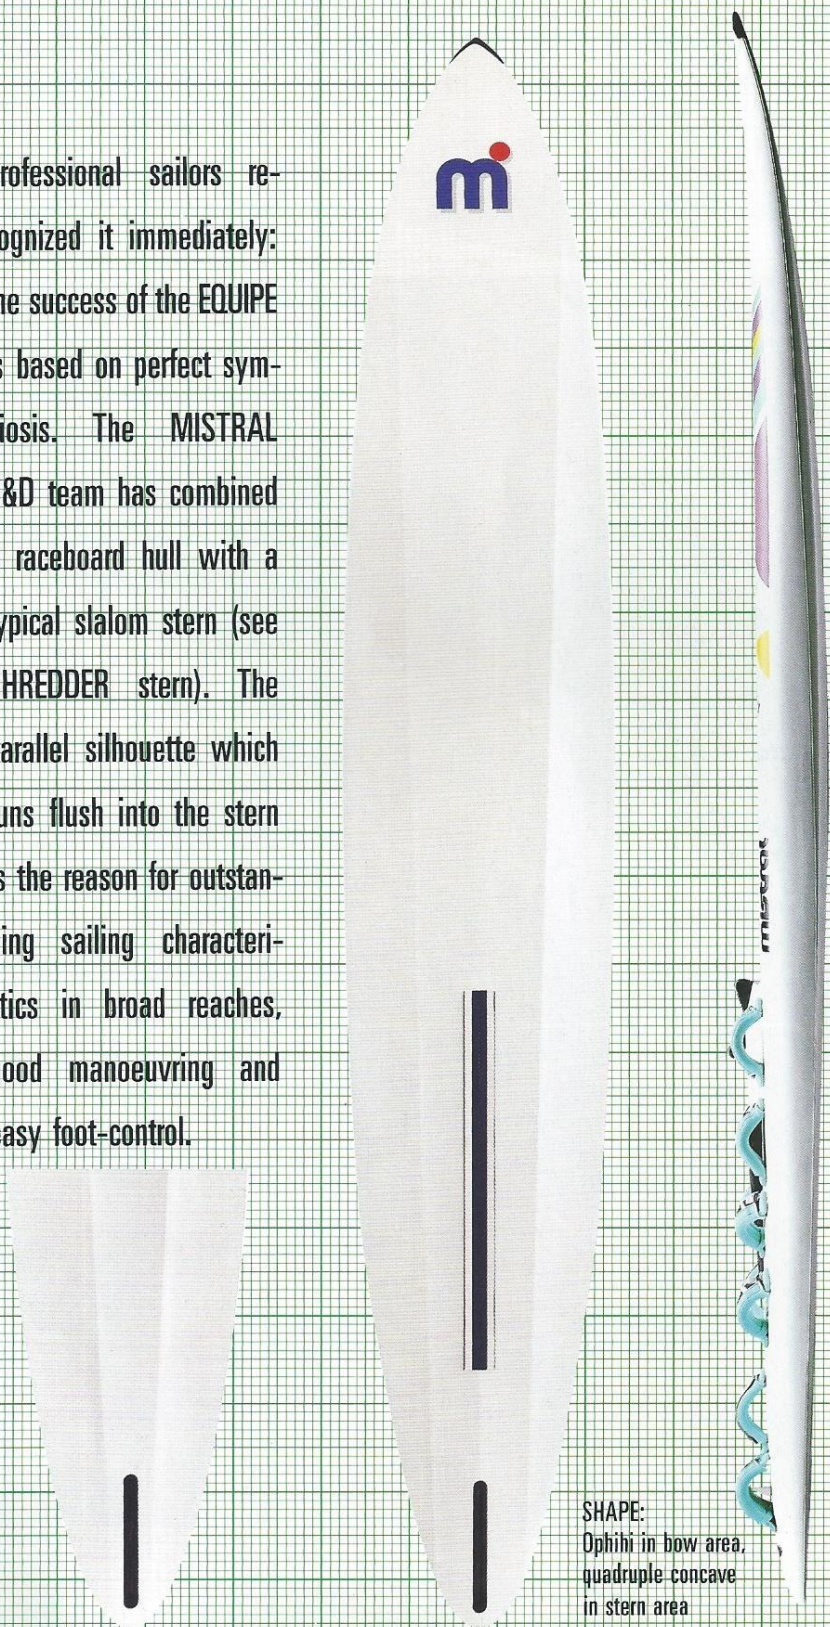 rofessional sailors re-
ognized it immediately:
ne success of the EQUIPE
s based on perfect sym-
iosis. The MISTRAL
&D team has combined
raceboard hull with a
ypical slalom stern (see
HREDDER stern). The
arallel silhouette which
uns flush into the stern
s the reason for outstan-
ing sailing characteri-
tics in broad reaches,
ood manoeuvring and
easy foot-control.
m
mistral
SHAPE:
Ophihi in bow area,
quadruple concave
in stern area